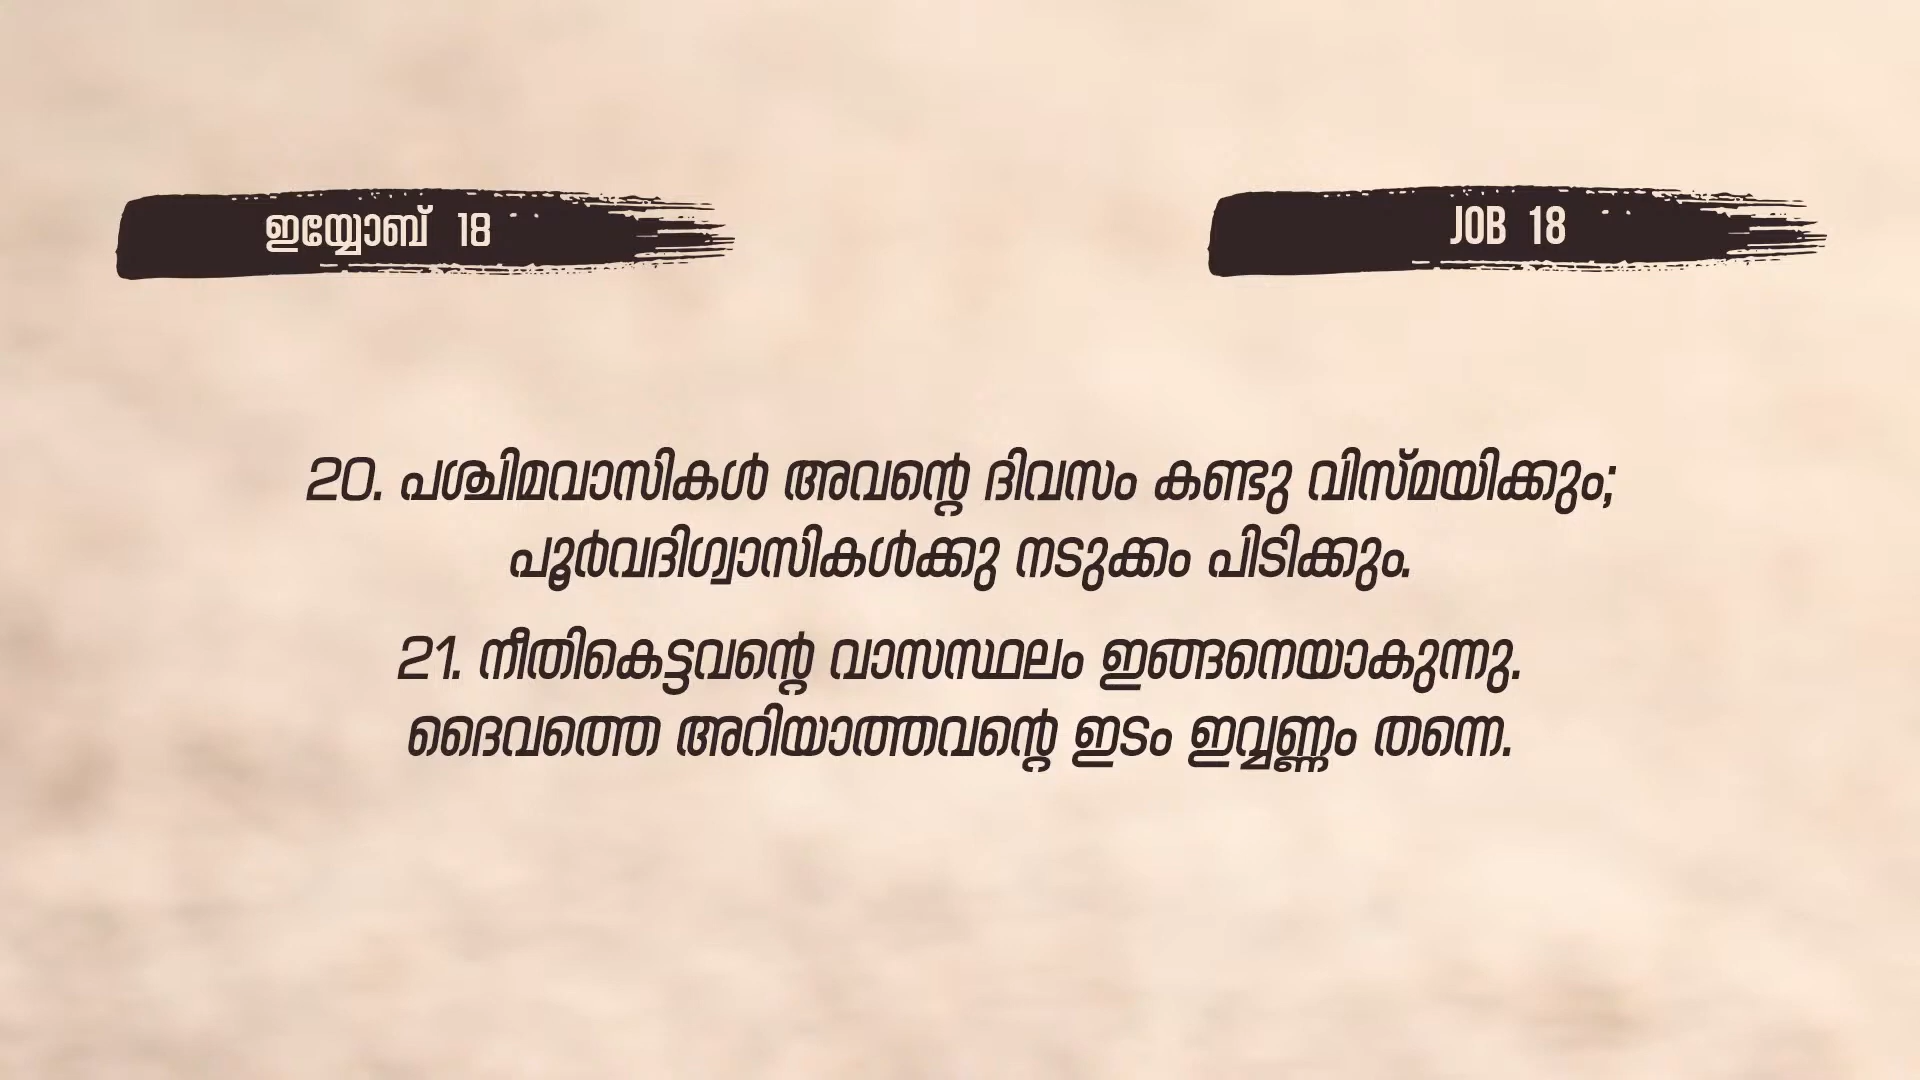 ഇയ്യോബ് 18
JOB 18
20. പശ്ചിമവാസികൾ അവന്റെ ദിവസം കണ്ടു വിസ്മയിക്കും;
പൂർവദിഗ്വാസികൾക്കു നടുക്കം പിടിക്കും.
21. നീതികെട്ടവന്റെ വാസസ്ഥലം ഇങ്ങനെയാകുന്നു.
ദൈവത്തെ അറിയാത്തവന്റെ ഇടം ഇവ്വണ്ണം തന്നെ.